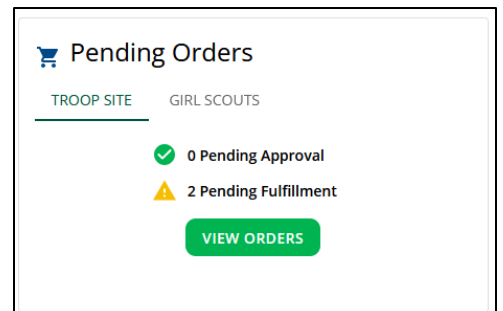 Pending Orders
TROOP SITE GIRL SCOUTS
0 Pending Approval
2 Pending Fulfillment
VIEW ORDERS